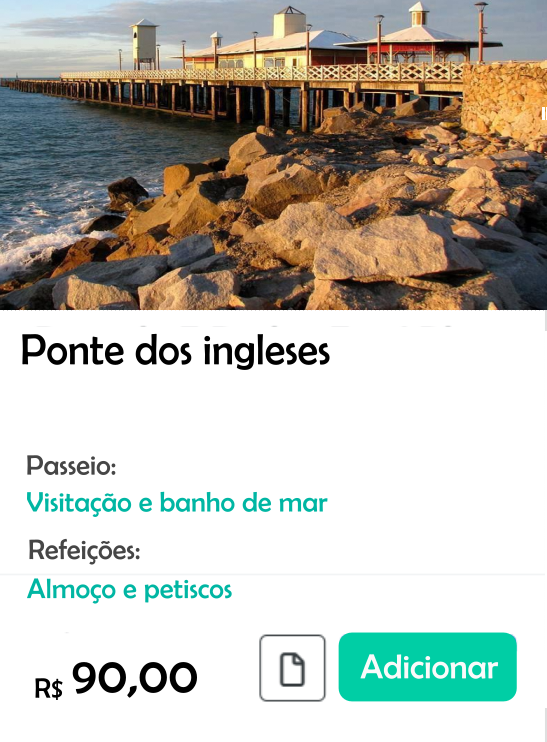 Ponte dos ingleses
Passeio:
Visitação e banho de mar
Refeições:
Almoço e petiscos
R$ 90,00
Adicionar